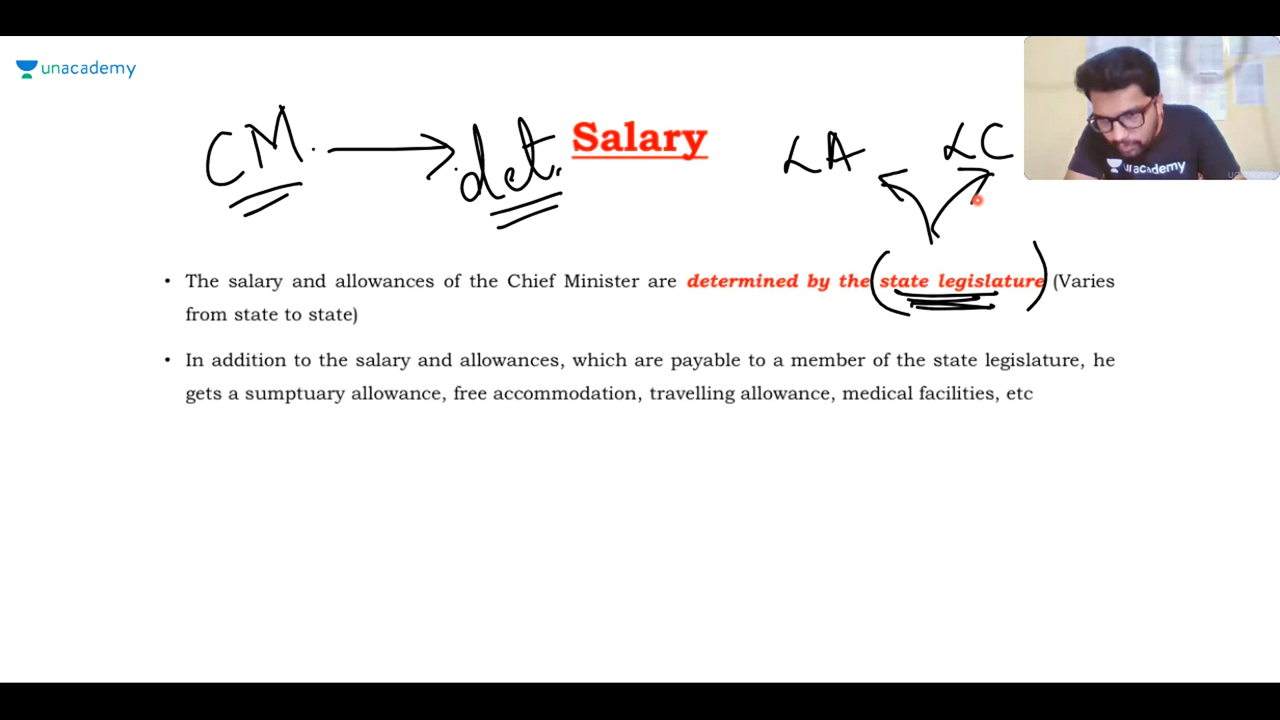 unacademy
CM. → det. Salary LA LC
unacademy
• The salary and allowances of the Chief Minister are determined by the (state legislature) (Varies
from state to state)
• In addition to the salary and allowances, which are payable to a member of the state legislature, he
gets a sumptuary allowance, free accommodation, travelling allowance, medical facilities, etc